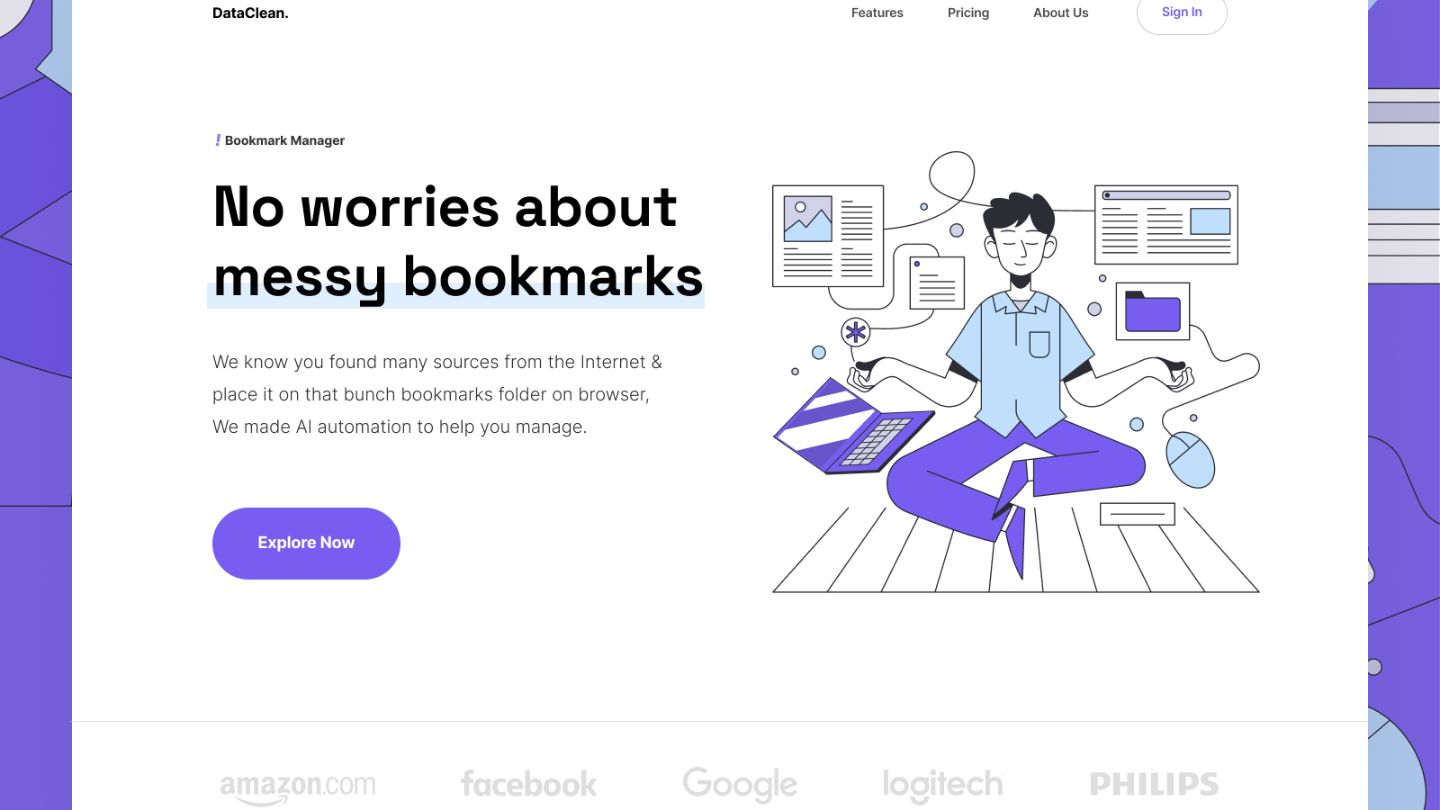 DataClean.
Features
Pricing
About Us
Sign In
! Bookmark Manager
No worries about
messy bookmarks
We know you found many sources from the Internet &
place it on that bunch bookmarks folder on browser,
We made AI automation to help you manage.
Explore Now
amazon.com
facebook
Google
logitech
PHILIPS